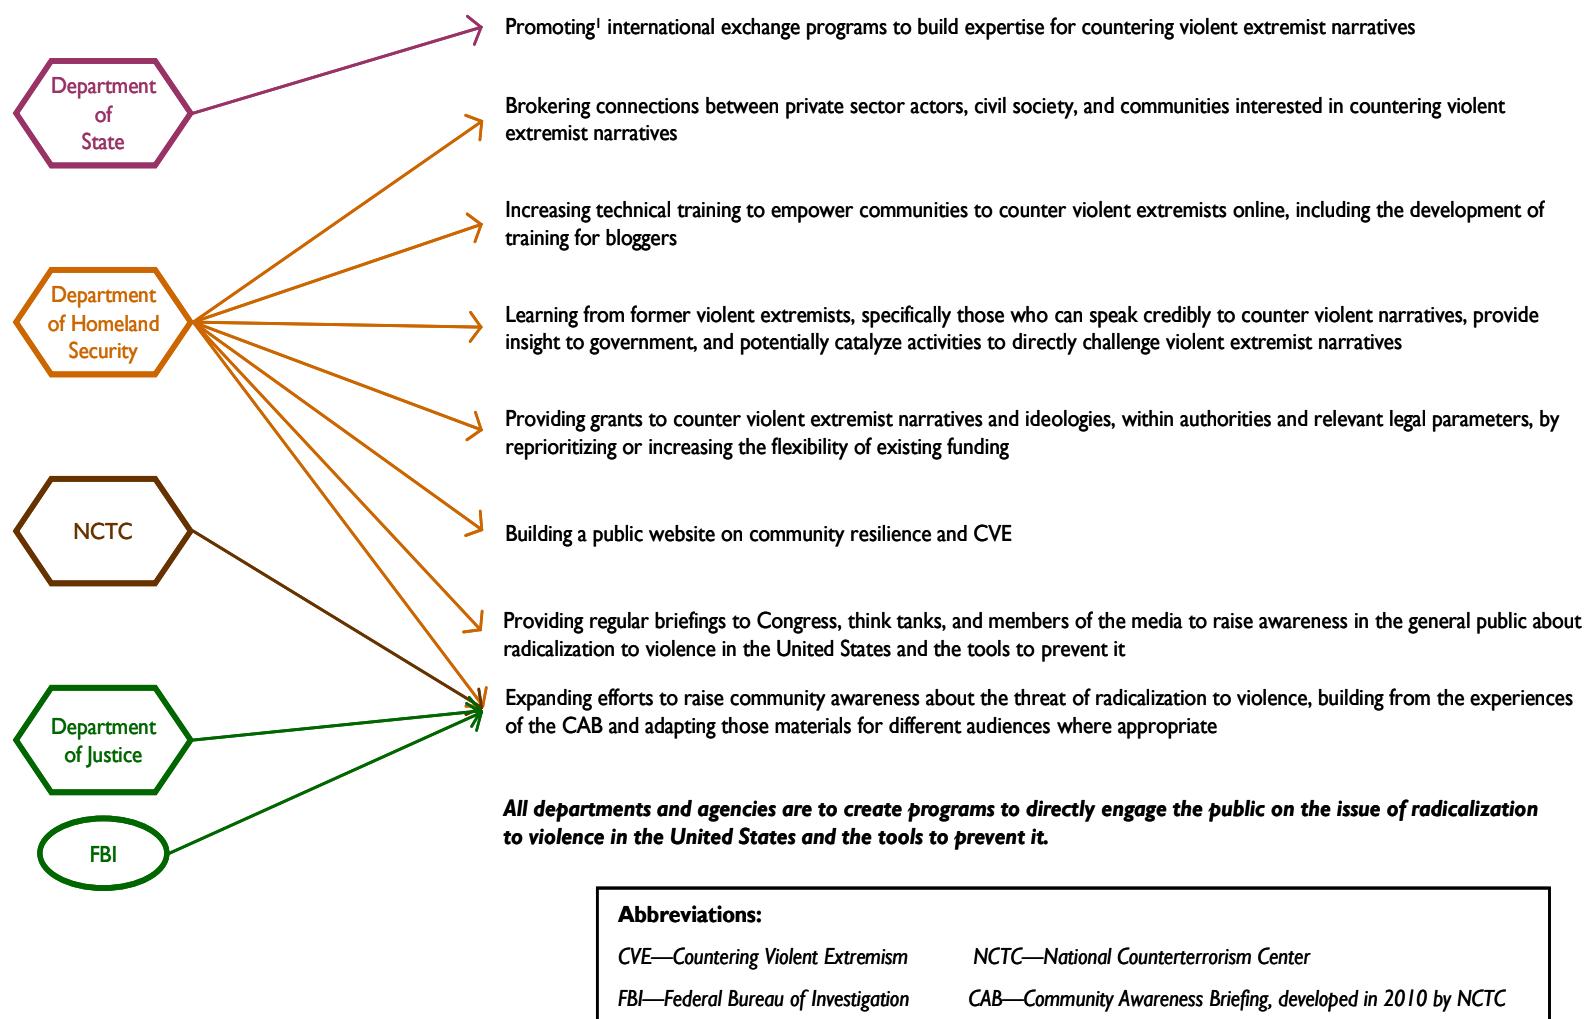 Promoting¹ international exchange programs to build expertise for countering violent extremist narratives
Department
of
State
Brokering connections between private sector actors, civil society, and communities interested in countering violent
extremist narratives
Increasing technical training to empower communities to counter violent extremists online, including the development of
training for bloggers
Department
of Homeland
Security
Learning from former violent extremists, specifically those who can speak credibly to counter violent narratives, provide
insight to government, and potentially catalyze activities to directly challenge violent extremist narratives
Providing grants to counter violent extremist narratives and ideologies, within authorities and relevant legal parameters, by
reprioritizing or increasing the flexibility of existing funding
NCTC
Building a public website on community resilience and CVE
Providing regular briefings to Congress, think tanks, and members of the media to raise awareness in the general public about
radicalization to violence in the United States and the tools to prevent it
Department
of Justice
Expanding efforts to raise community awareness about the threat of radicalization to violence, building from the experiences
of the CAB and adapting those materials for different audiences where appropriate
FBI
All departments and agencies are to create programs to directly engage the public on the issue of radicalization
to violence in the United States and the tools to prevent it.
Abbreviations:
CVE—Countering Violent Extremism
NCTC—National Counterterrorism Center
FBI—Federal Bureau of Investigation
CAB—Community Awareness Briefing, developed in 2010 by NCTC